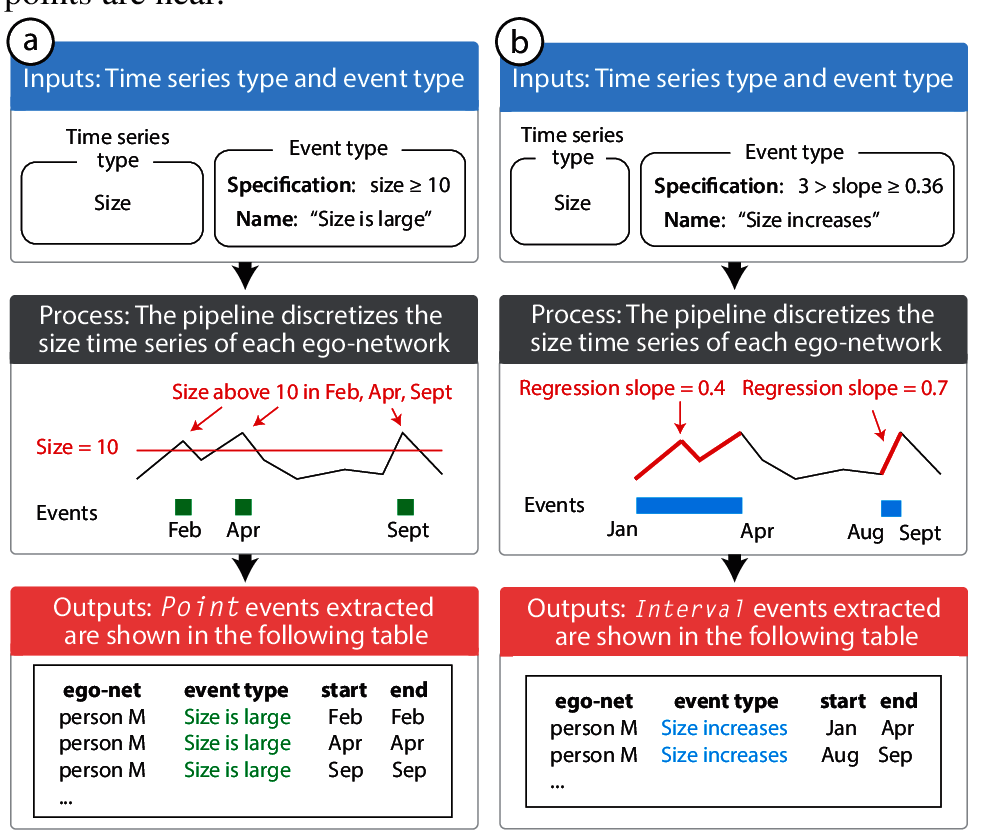 points are near.
a
Inputs: Time series type and event type
Time series
type
Size
Event type
Specification: size ≥ 10
Name: “Size is large”
Process: The pipeline discretizes the
size time series of each ego-network
Size above 10 in Feb, Apr, Sept
Size = 10
Events
Feb Apr Sept
Outputs: Point events extracted
are shown in the following table
ego-net event type start end
person M Size is large Feb Feb
person M Size is large Apr Apr
person M Size is large Sep Sep
...
b
Inputs: Time series type and event type
Time series
type
Size
Event type
Specification: 3 > slope ≥ 0.36
Name: “Size increases”
Process: The pipeline discretizes the
size time series of each ego-network
Regression slope = 0.4 Regression slope = 0.7
Events
Jan Apr Aug Sept
Outputs: Interval events extracted
are shown in the following table
ego-net event type start end
person M Size increases Jan Apr
person M Size increases Aug Sep
...